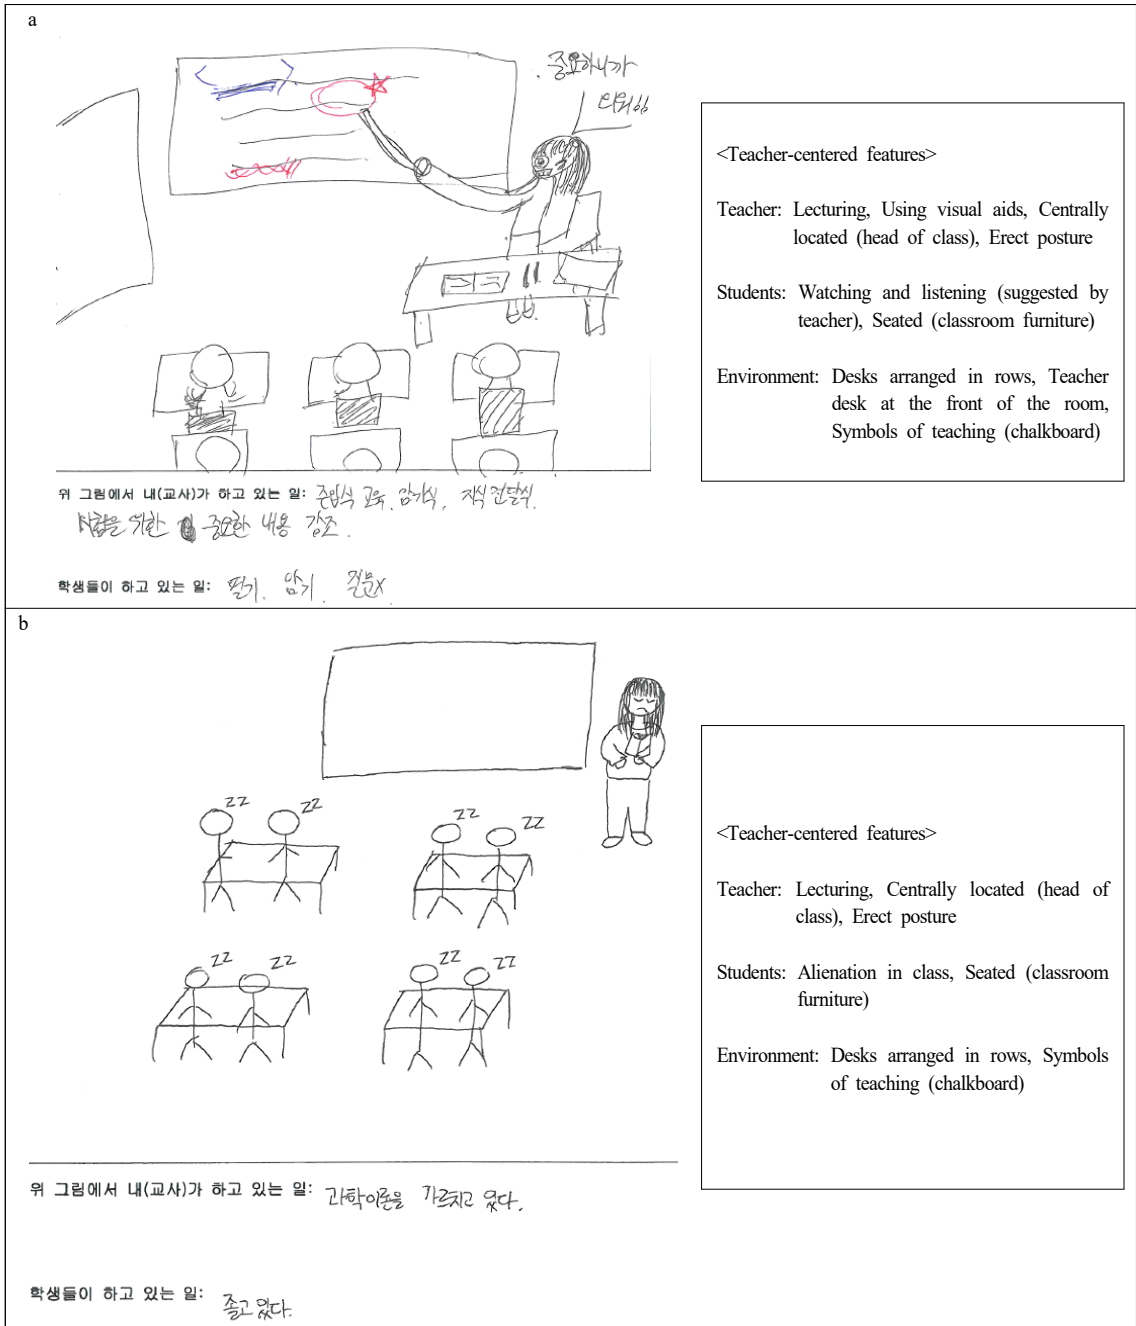 a
중요하니까
외워!!
<Teacher-centered features>
Teacher: Lecturing, Using visual aids, Centrally
located (head of class), Erect posture
Students: Watching and listening (suggested by
teacher), Seated (classroom furniture)
Environment: Desks arranged in rows, Teacher
desk at the front of the room,
Symbols of teaching (chalkboard)
위 그림에서 내(교사)가 하고 있는 일: 주입식 교육, 암기식, 지식전달식.
시험을 위한 중요한 내용 강조.
학생들이 하고 있는 일: 필기, 암기, 질문X
b
ZZ ZZ
ZZ ZZ
ZZ ZZ
ZZ ZZ
<Teacher-centered features>
Teacher: Lecturing, Centrally located (head of
class), Erect posture
Students: Alienation in class, Seated (classroom
furniture)
Environment: Desks arranged in rows, Symbols
of teaching (chalkboard)
위 그림에서 내(교사)가 하고 있는 일: 과학이론을 가르치고 있다.
학생들이 하고 있는 일: 졸고 있다.